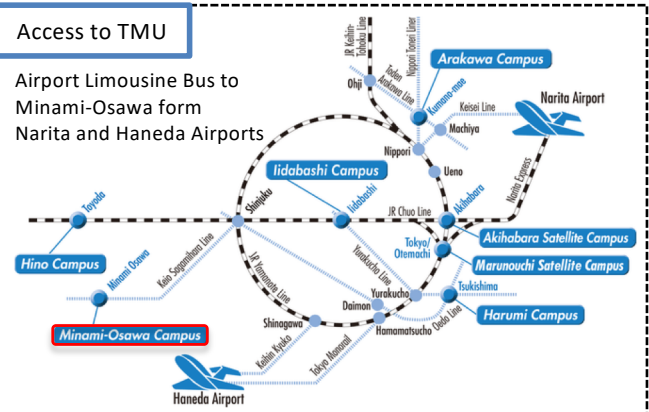 Access to TMU
Airport Limousine Bus to
Minami-Osawa form
Narita and Haneda Airports
JR Keihin-
Tohoku Line
Nippori Toneri Liner
Ohji
Toden
Arakawa Line
Arakawa Campus
Kumano-mae
Keisei Line
Narita Airport
Machiya
Nippori
Ueno
Narita Express
Iidabashi Campus
Toyoda
Shinjuku
Iidabashi
JR Chuo Line
Akihabara
Akihabara Satellite Campus
Hino Campus
Minami Osawa
Keio Sagamihara Line
Tokyo/
Otemachi
Marunouchi Satellite Campus
JR Yamanote Line
Yurakucho Line
Yurakucho
Tsukishima
Minami-Osawa Campus
Daimon
Shinagawa
Hamamatsucho
Oedo Line
Harumi Campus
Keihin Kyuko
Tokyo Monorail
Haneda Airport